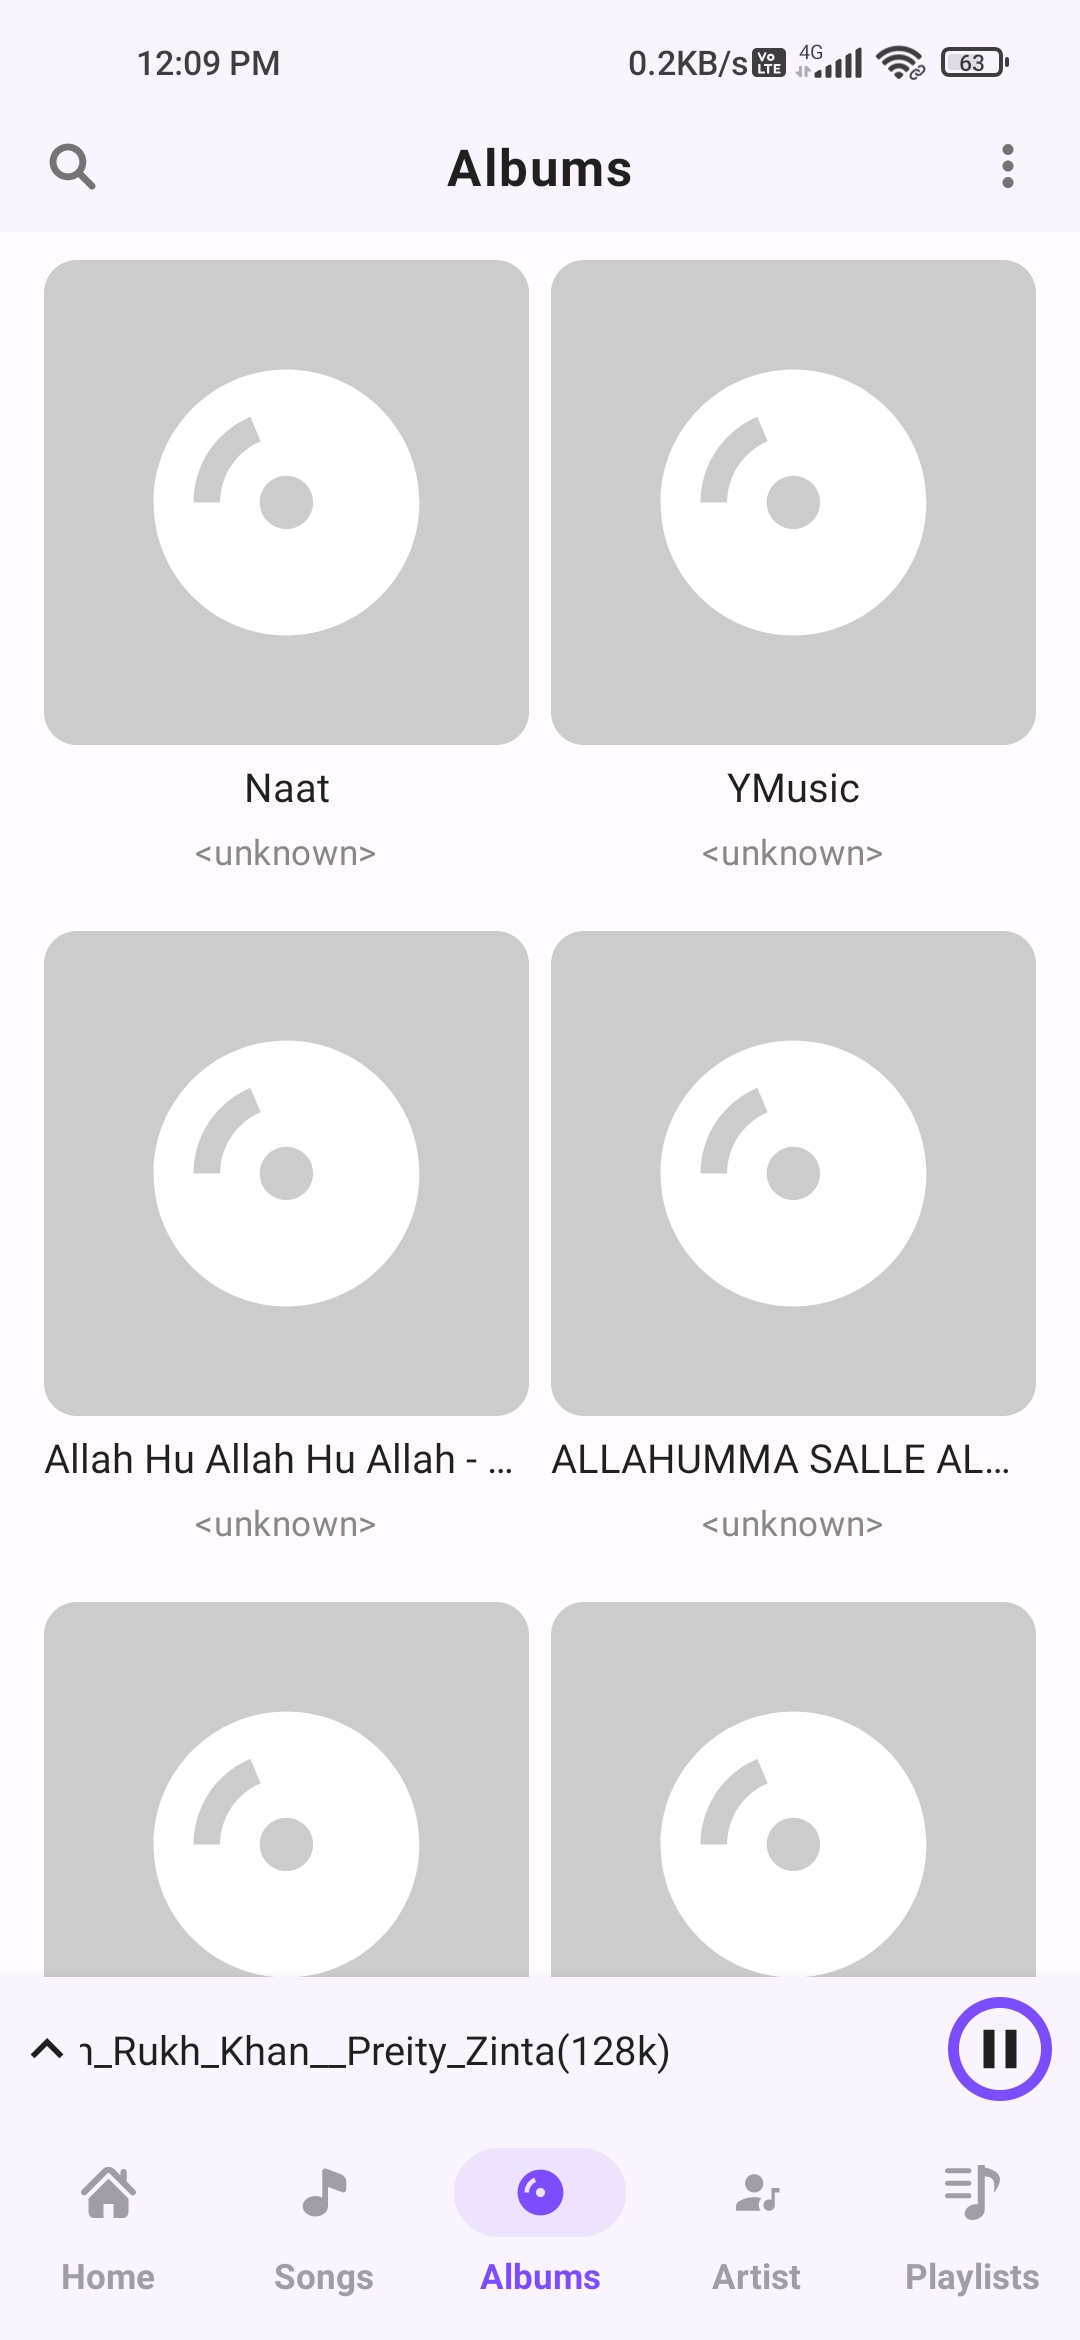 12:09 PM
0.2KB/s Vo LTE 4G 63
Albums
Naat
<unknown>
YMusic
<unknown>
Allah Hu Allah Hu Allah - ...
<unknown>
ALLAHUMMA SALLE AL...
<unknown>
_Rukh_Khan__Preity_Zinta(128k)
Home
Songs
Albums
Artist
Playlists